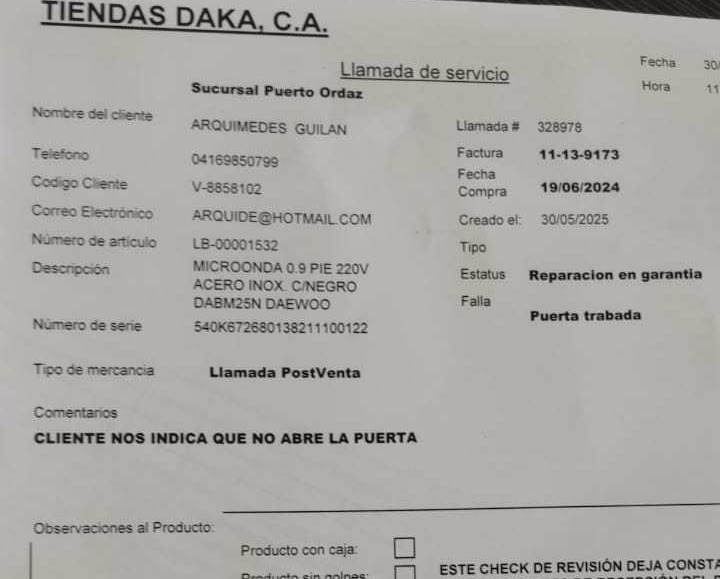 TIENDAS DAKA, C.A.
Llamada de servicio
Fecha 30/
Hora 11
Sucursal Puerto Ordaz
Nombre del cliente ARQUIMEDES GUILAN
Llamada # 328978
Telefono 04169850799
Factura 11-13-9173
Codigo Cliente V-8858102
Fecha Compra 19/06/2024
Correo Electrónico ARQUIDE@HOTMAIL.COM
Creado el: 30/05/2025
Número de artículo LB-00001532
Tipo
Descripción MICROONDA 0.9 PIE 220V
ACERO INOX. C/NEGRO
DABM25N DAEWOO
Estatus Reparacion en garantia
Falla Puerta trabada
Número de serie 540K672680138211100122
Tipo de mercancia Llamada PostVenta
Comentarios
CLIENTE NOS INDICA QUE NO ABRE LA PUERTA
Observaciones al Producto:
Producto con caja:
Producto sin golpes:
ESTE CHECK DE REVISIÓN DEJA CONSTA